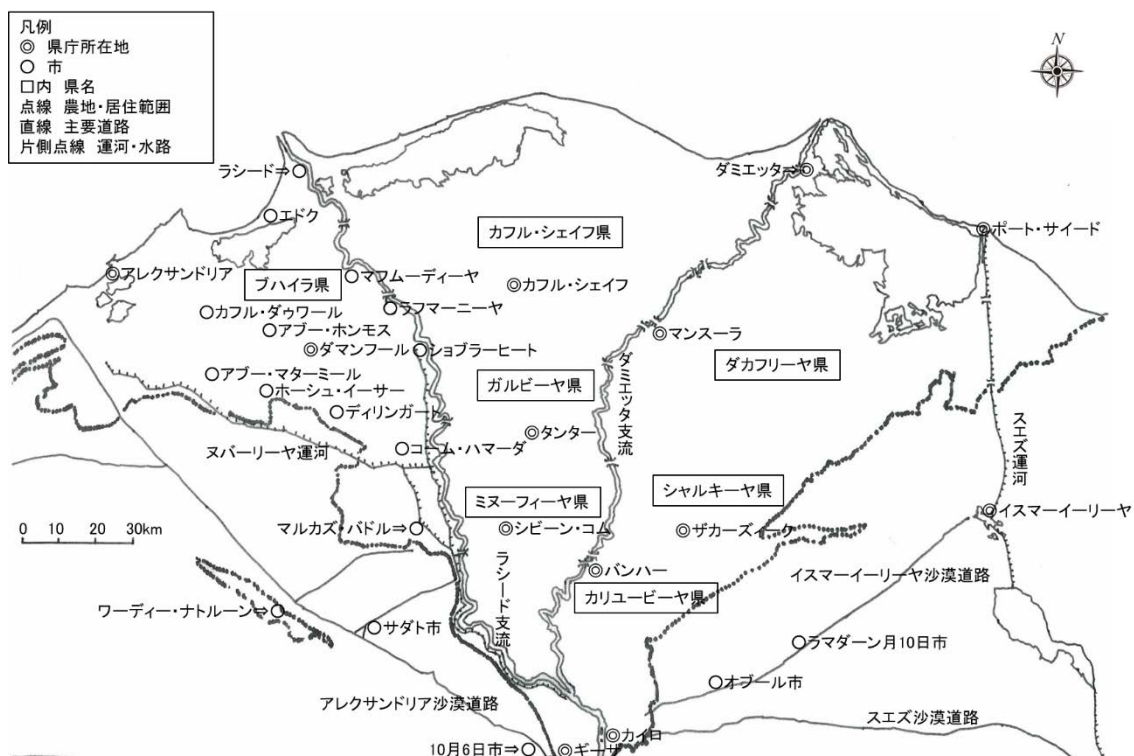 凡例
◎ 県庁所在地
○ 市
□内 県名
点線 農地・居住範囲
直線 主要道路
片側点線 運河・水路
N
ラシード⇒
ダミエッタ⇒
エドク
カフル・シェイフ県
ポート・サイード
アレクサンドリア
ブハイラ県
マフムーディーヤ
カフル・シェイフ
カフル・ダゥワール
ラフマーニーヤ
アブー・ホンモス
マンスーラ
ダマンフール
ショブラーヒート
ダカフリーヤ県
ダミエッタ支流
アブー・マターミール
ガルビーヤ県
ホーシュ・イーサー
ディリンガート
スエズ運河
タンター
ヌバーリーヤ運河
コーム・ハマーダ
シャルキーヤ県
ミヌーフィーヤ県
0 10 20 30km
マルカズ・バドル⇒
シビーン・コム
ザカーズイーク
イスマーイーリーヤ
ラシード支流
バンハー
イスマーイーリーヤ沙漠道路
カリユービーヤ県
ワーディー・ナトルーン⇒
サダト市
ラマダーン月10日市
オブール市
アレクサンドリア沙漠道路
スエズ沙漠道路
カイロ
10月6日市⇒
ギーザ